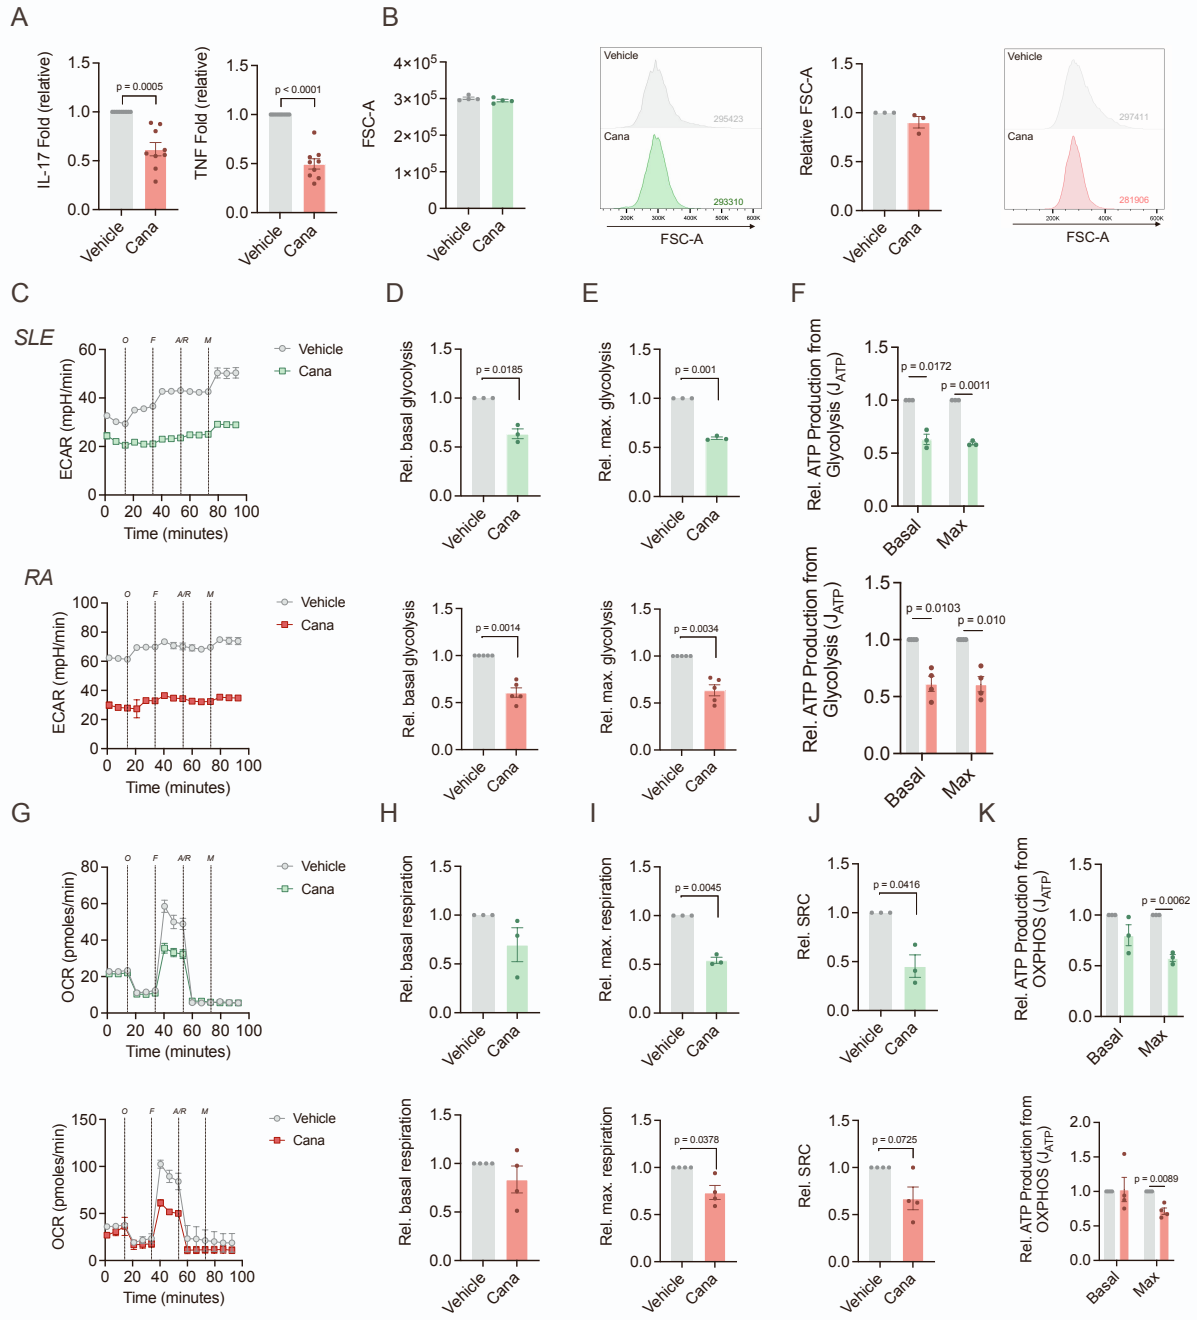 A
IL-17 Fold (relative)
1.5
1.0
0.5
0.0
p = 0.0005
Vehicle
Cana
TNF Fold (relative)
1.5
1.0
0.5
0.0
p < 0.0001
Vehicle
Cana
B
FSC-A
4×10⁵
3×10⁵
2×10⁵
1×10⁵
0
Vehicle
Cana
Vehicle
295423
Cana
293310
200K 300K 400K 500K 600K
FSC-A
Relative FSC-A
1.5
1.0
0.5
0.0
Vehicle
Cana
Vehicle
297411
Cana
281906
200K 400K 600K
FSC-A
C
SLE
ECAR (mpH/min)
60
40
20
0
O F A/R M
Vehicle
Cana
0 20 40 60 80 100
Time (minutes)
D
Rel. basal glycolysis
1.5
1.0
0.5
0.0
p = 0.0185
Vehicle
Cana
E
Rel. max. glycolysis
1.5
1.0
0.5
0.0
p = 0.001
Vehicle
Cana
F
Rel. ATP Production from
Glycolysis (J_ATP)
1.5
1.0
0.5
0.0
p = 0.0172
p = 0.0011
Basal
Max
RA
ECAR (mpH/min)
100
80
60
40
20
0
O F A/R M
Vehicle
Cana
0 20 40 60 80 100
Time (minutes)
Rel. basal glycolysis
1.5
1.0
0.5
0.0
p = 0.0014
Vehicle
Cana
Rel. max. glycolysis
1.5
1.0
0.5
0.0
p = 0.0034
Vehicle
Cana
Rel. ATP Production from
Glycolysis (J_ATP)
1.5
1.0
0.5
0.0
p = 0.0103
p = 0.010
Basal
Max
G
OCR (pmoles/min)
80
60
40
20
0
O F A/R M
Vehicle
Cana
0 20 40 60 80 100
Time (minutes)
H
Rel. basal respiration
1.5
1.0
0.5
0.0
Vehicle
Cana
I
Rel. max. respiration
1.5
1.0
0.5
0.0
p = 0.0045
Vehicle
Cana
J
Rel. SRC
1.5
1.0
0.5
0.0
p = 0.0416
Vehicle
Cana
K
Rel. ATP Production from
OXPHOS (J_ATP)
1.5
1.0
0.5
0.0
p = 0.0062
Basal
Max
OCR (pmoles/min)
150
100
50
0
O F A/R M
Vehicle
Cana
0 20 40 60 80 100
Time (minutes)
Rel. basal respiration
1.5
1.0
0.5
0.0
Vehicle
Cana
Rel. max. respiration
1.5
1.0
0.5
0.0
p = 0.0378
Vehicle
Cana
Rel. SRC
1.5
1.0
0.5
0.0
p = 0.0725
Vehicle
Cana
Rel. ATP Production from
OXPHOS (J_ATP)
2.0
1.5
1.0
0.5
0.0
p = 0.0089
Basal
Max